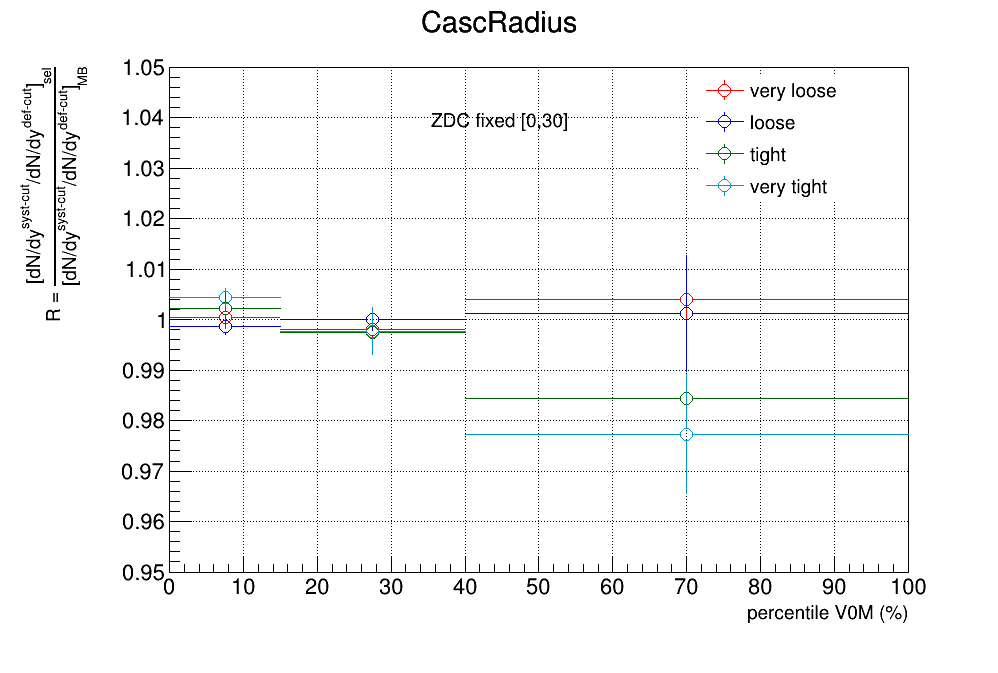 CascRadius
R = [dN/dy^syst-cut/dN/dy^def-cut]_sel
[dN/dy^syst-cut/dN/dy^def-cut]_MB
1.05
1.04
1.03
1.02
1.01
1
0.99
0.98
0.97
0.96
0.95
ZDC fixed [0,30]
very loose
loose
tight
very tight
0 10 20 30 40 50 60 70 80 90 100
percentile V0M (%)